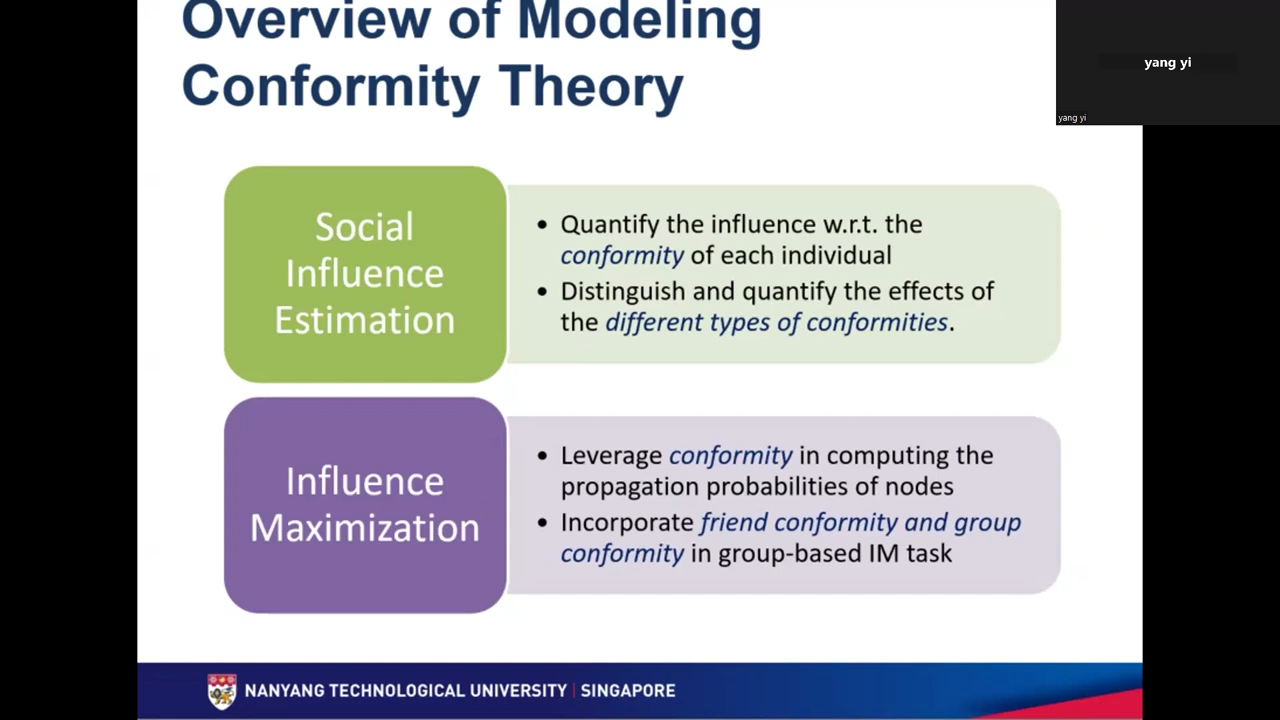 Overview of Modeling
Conformity Theory
yang yi
yang yi
Social
Influence
Estimation
• Quantify the influence w.r.t. the
conformity of each individual
• Distinguish and quantify the effects of
the different types of conformities.
Influence
Maximization
• Leverage conformity in computing the
propagation probabilities of nodes
• Incorporate friend conformity and group
conformity in group-based IM task
NANYANG TECHNOLOGICAL UNIVERSITY | SINGAPORE